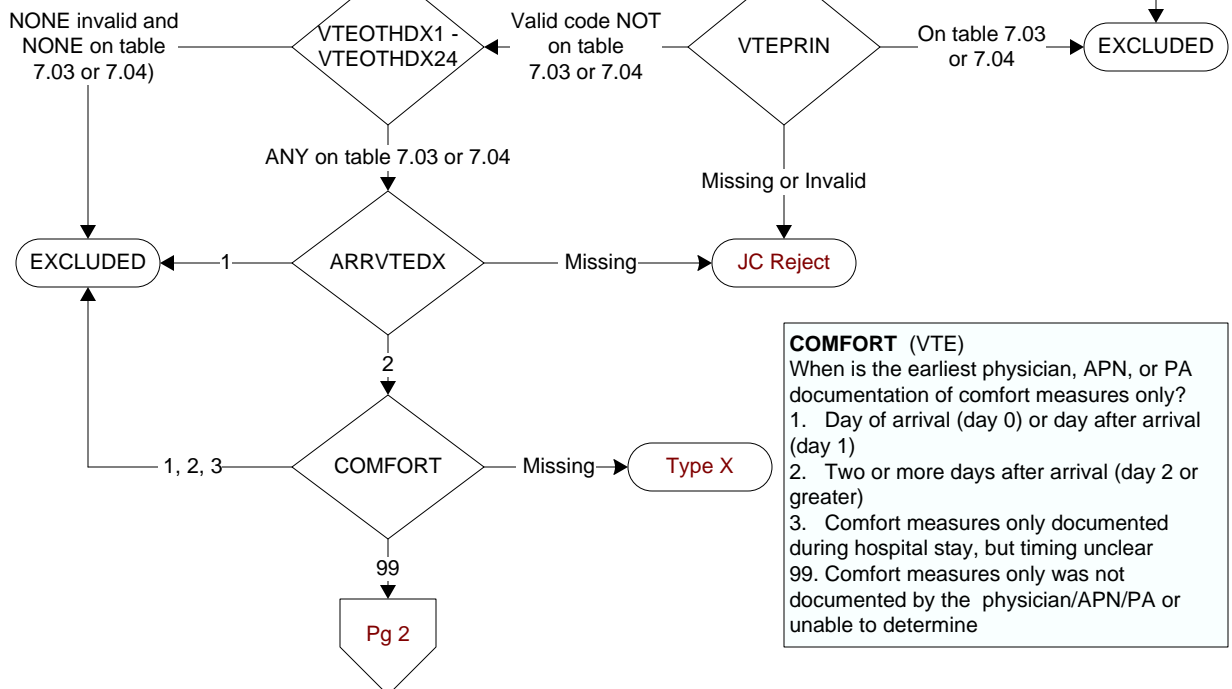 NONE invalid and
NONE on table
7.03 or 7.04)
VTEOTHDX1 -
VTEOTHDX24
Valid code NOT
on table
7.03 or 7.04
VTEPRIN
On table 7.03
or 7.04
EXCLUDED
ANY on table 7.03 or 7.04
Missing or Invalid
EXCLUDED
1
ARRVTEDX
Missing
JC Reject
2
1, 2, 3
COMFORT
Missing
Type X
99
Pg 2
COMFORT (VTE)
When is the earliest physician, APN, or PA
documentation of comfort measures only?
1. Day of arrival (day 0) or day after arrival
(day 1)
2. Two or more days after arrival (day 2 or
greater)
3. Comfort measures only documented
during hospital stay, but timing unclear
99. Comfort measures only was not
documented by the physician/APN/PA or
unable to determine